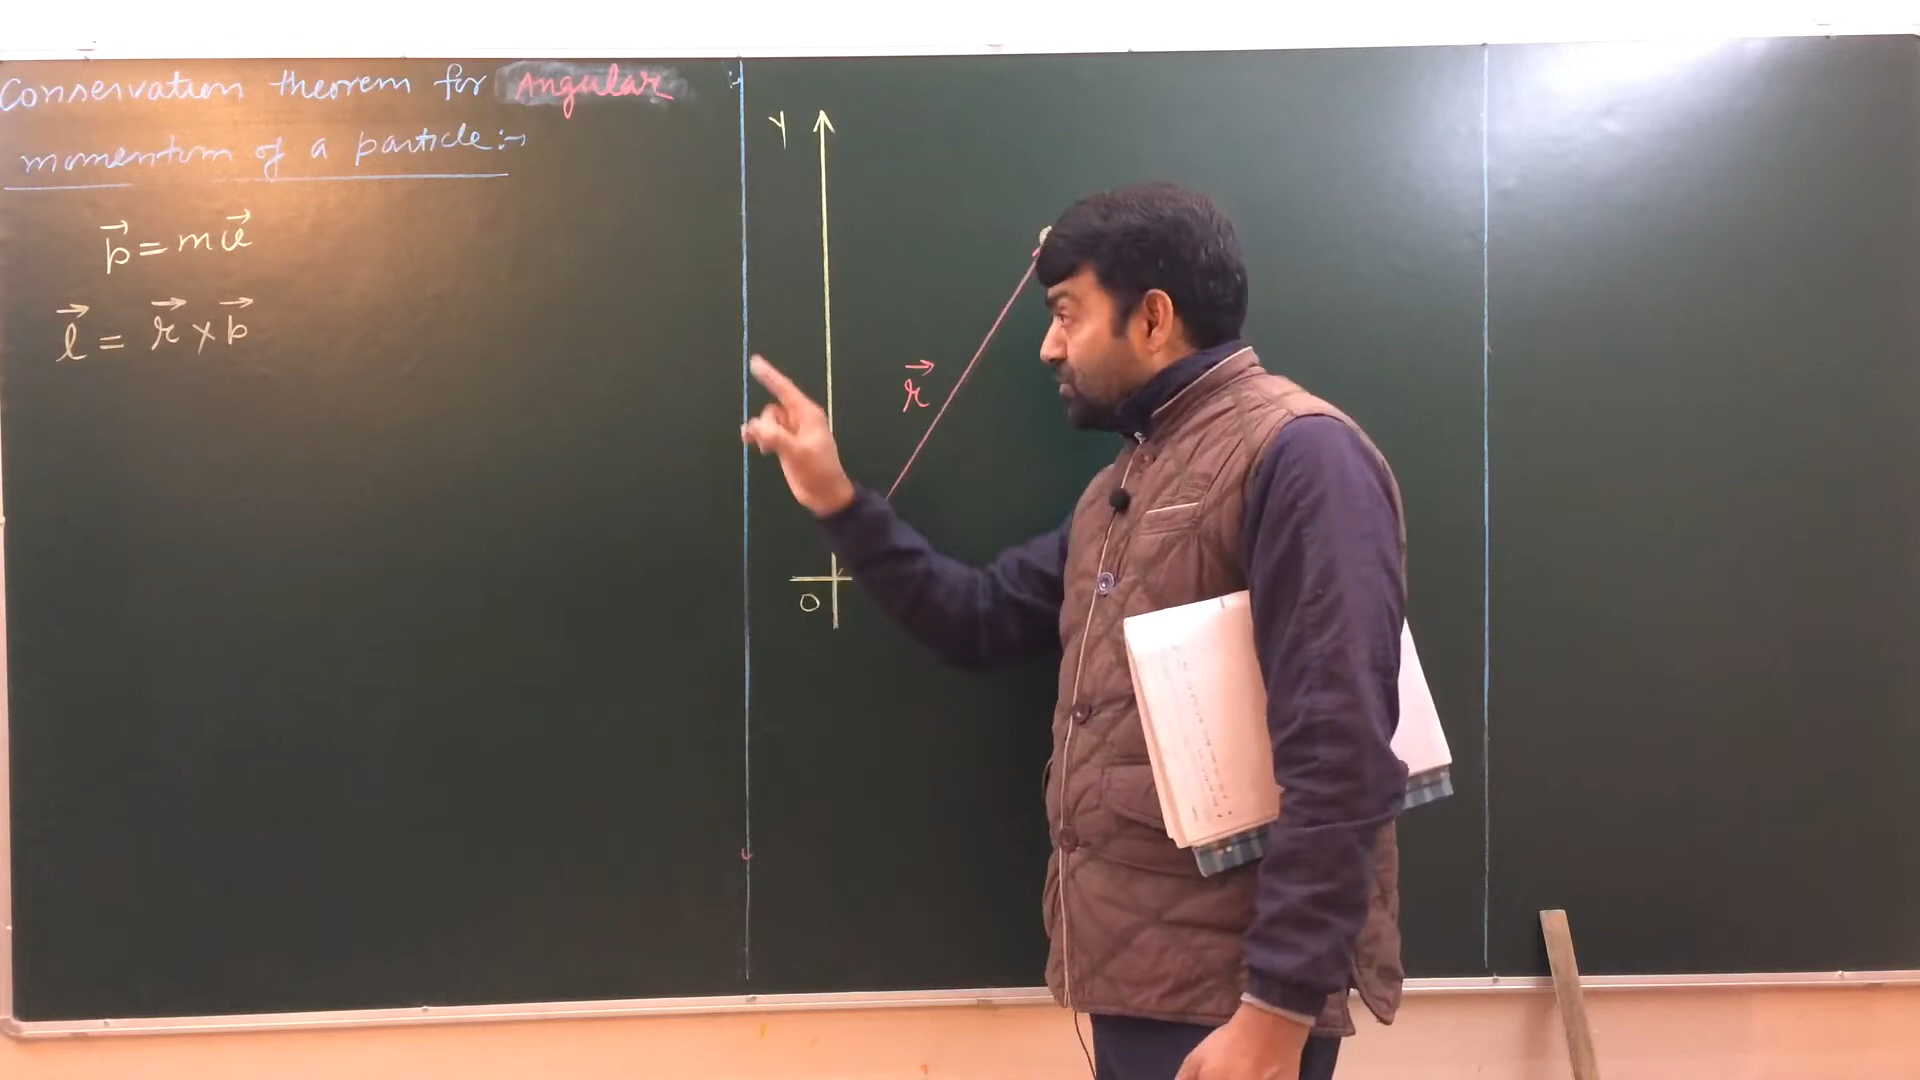 Conservation theorem for Angular :-
momentum of a particle:-
p⃗ = mv⃗
l⃗ = r⃗ × p⃗
Y
r⃗
O